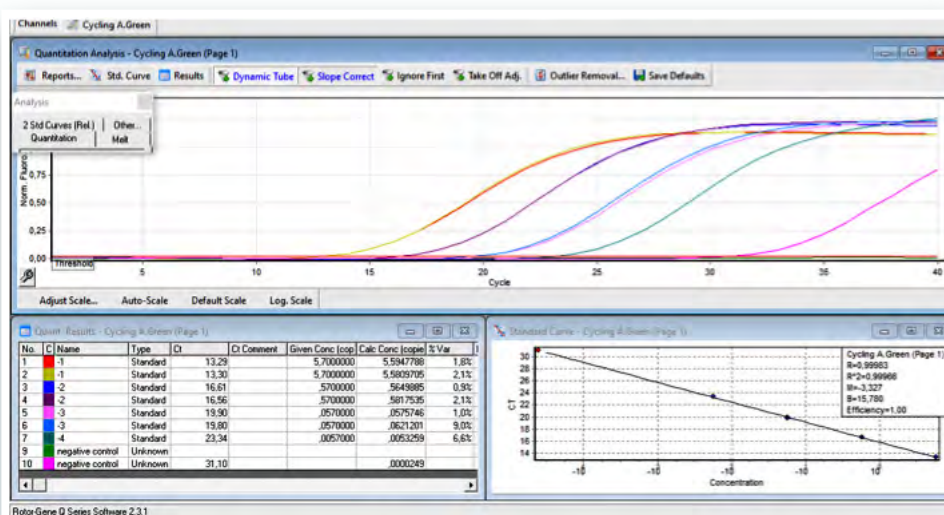 Channels Cycling A.Green
Quantitation Analysis - Cycling A.Green (Page 1)
Reports... Std. Curve Results Dynamic Tube Slope Correct Ignore First Take Off Adj. Outlier Removal... Save Defaults
Analysis
2 Std Curves (Rel.) Other...
Quantitation Melt
Norm. Fluoro.
0,75
0,50
0,25
0,00
Threshold
5 10 15 20 25 30 35 40
Cycle
Adjust Scale... Auto-Scale Default Scale Log. Scale
Quant. Results - Cycling A.Green (Page 1)
No. C Name Type Ct Ct Comment Given Conc (cop Calc Conc (copie % Var
1 -1 Standard 13,29 5,7000000 5,5947788 1,8%
2 -1 Standard 13,30 5,7000000 5,5809705 2,1%
3 -2 Standard 16,61 ,5700000 ,5649885 0,9%
4 -2 Standard 16,56 ,5700000 ,5817535 2,1%
5 -3 Standard 19,90 ,0570000 ,0575746 1,0%
6 -3 Standard 19,80 ,0570000 ,0621201 9,0%
7 -4 Standard 23,34 ,0057000 ,0053259 6,6%
9 negative control Unknown
10 negative control Unknown 31,10 ,0000249
Standard Curve - Cycling A.Green (Page 1)
Cycling A.Green (Page 1)
R=0,99983
R^2=0,99966
M=-3,327
B=15,780
Efficiency=1,00
CT
30
28
26
24
22
20
18
16
14
-10 -10 -10 -10 10
Concentration
Rotor-Gene Q Series Software 2.3.1